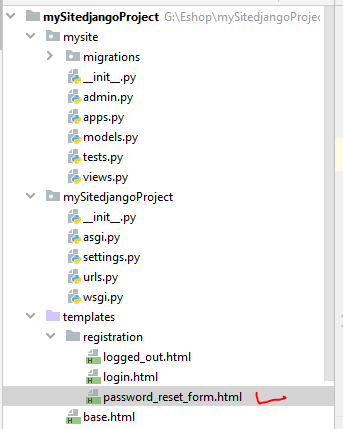 mySitedjangoProject G:\Eshop\mySitedjangoProject
mysite
migrations
__init__.py
admin.py
apps.py
models.py
tests.py
views.py
mySitedjangoProject
__init__.py
asgi.py
settings.py
urls.py
wsgi.py
templates
registration
logged_out.html
login.html
password_reset_form.html
base.html